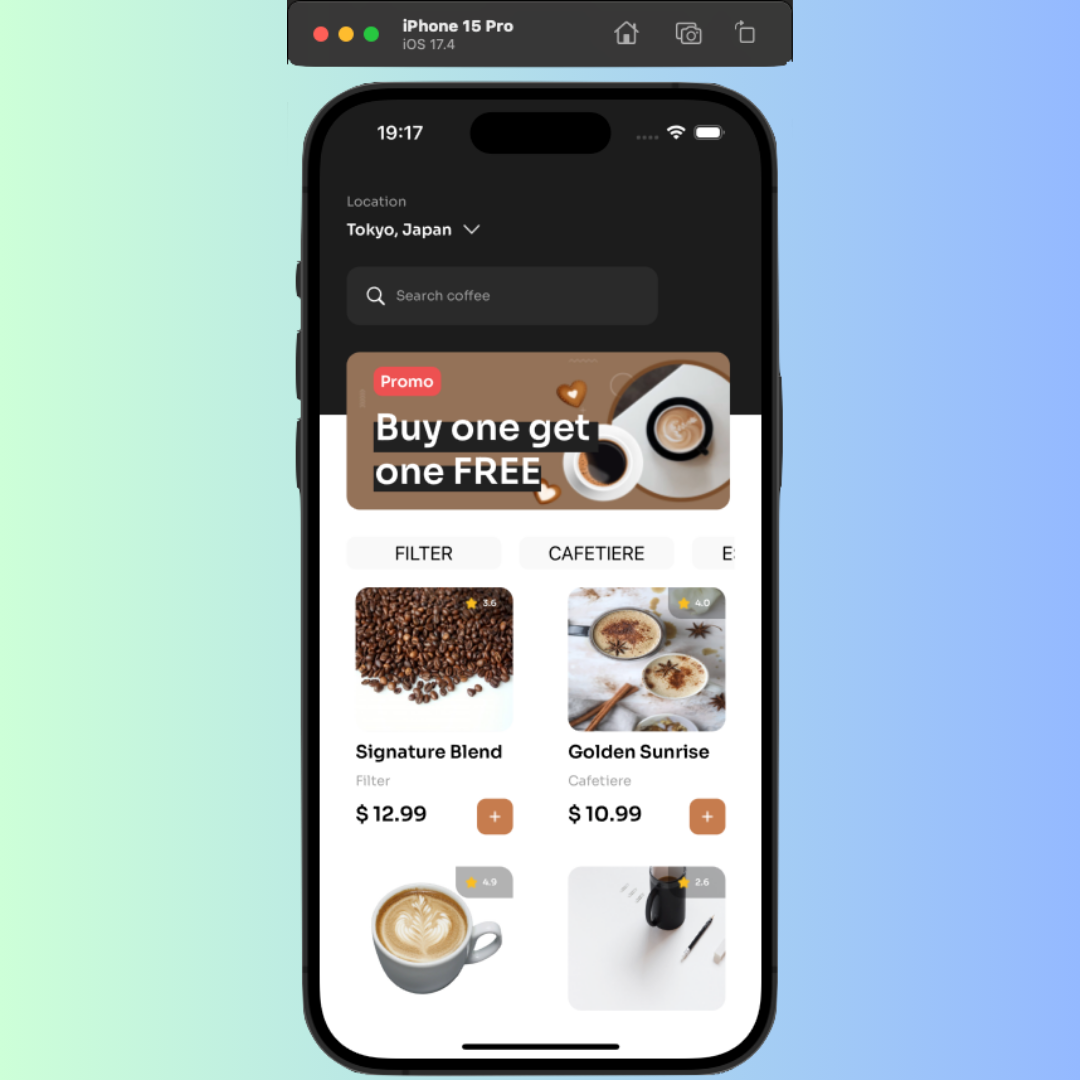 iPhone 15 Pro
iOS 17.4
19:17
Location
Tokyo, Japan
Search coffee
Promo
Buy one get
one FREE
FILTER CAFETIERE
3.6 4.0
Signature Blend Golden Sunrise
Filter Cafetiere
$ 12.99 + $ 10.99 +
4.9 2.6